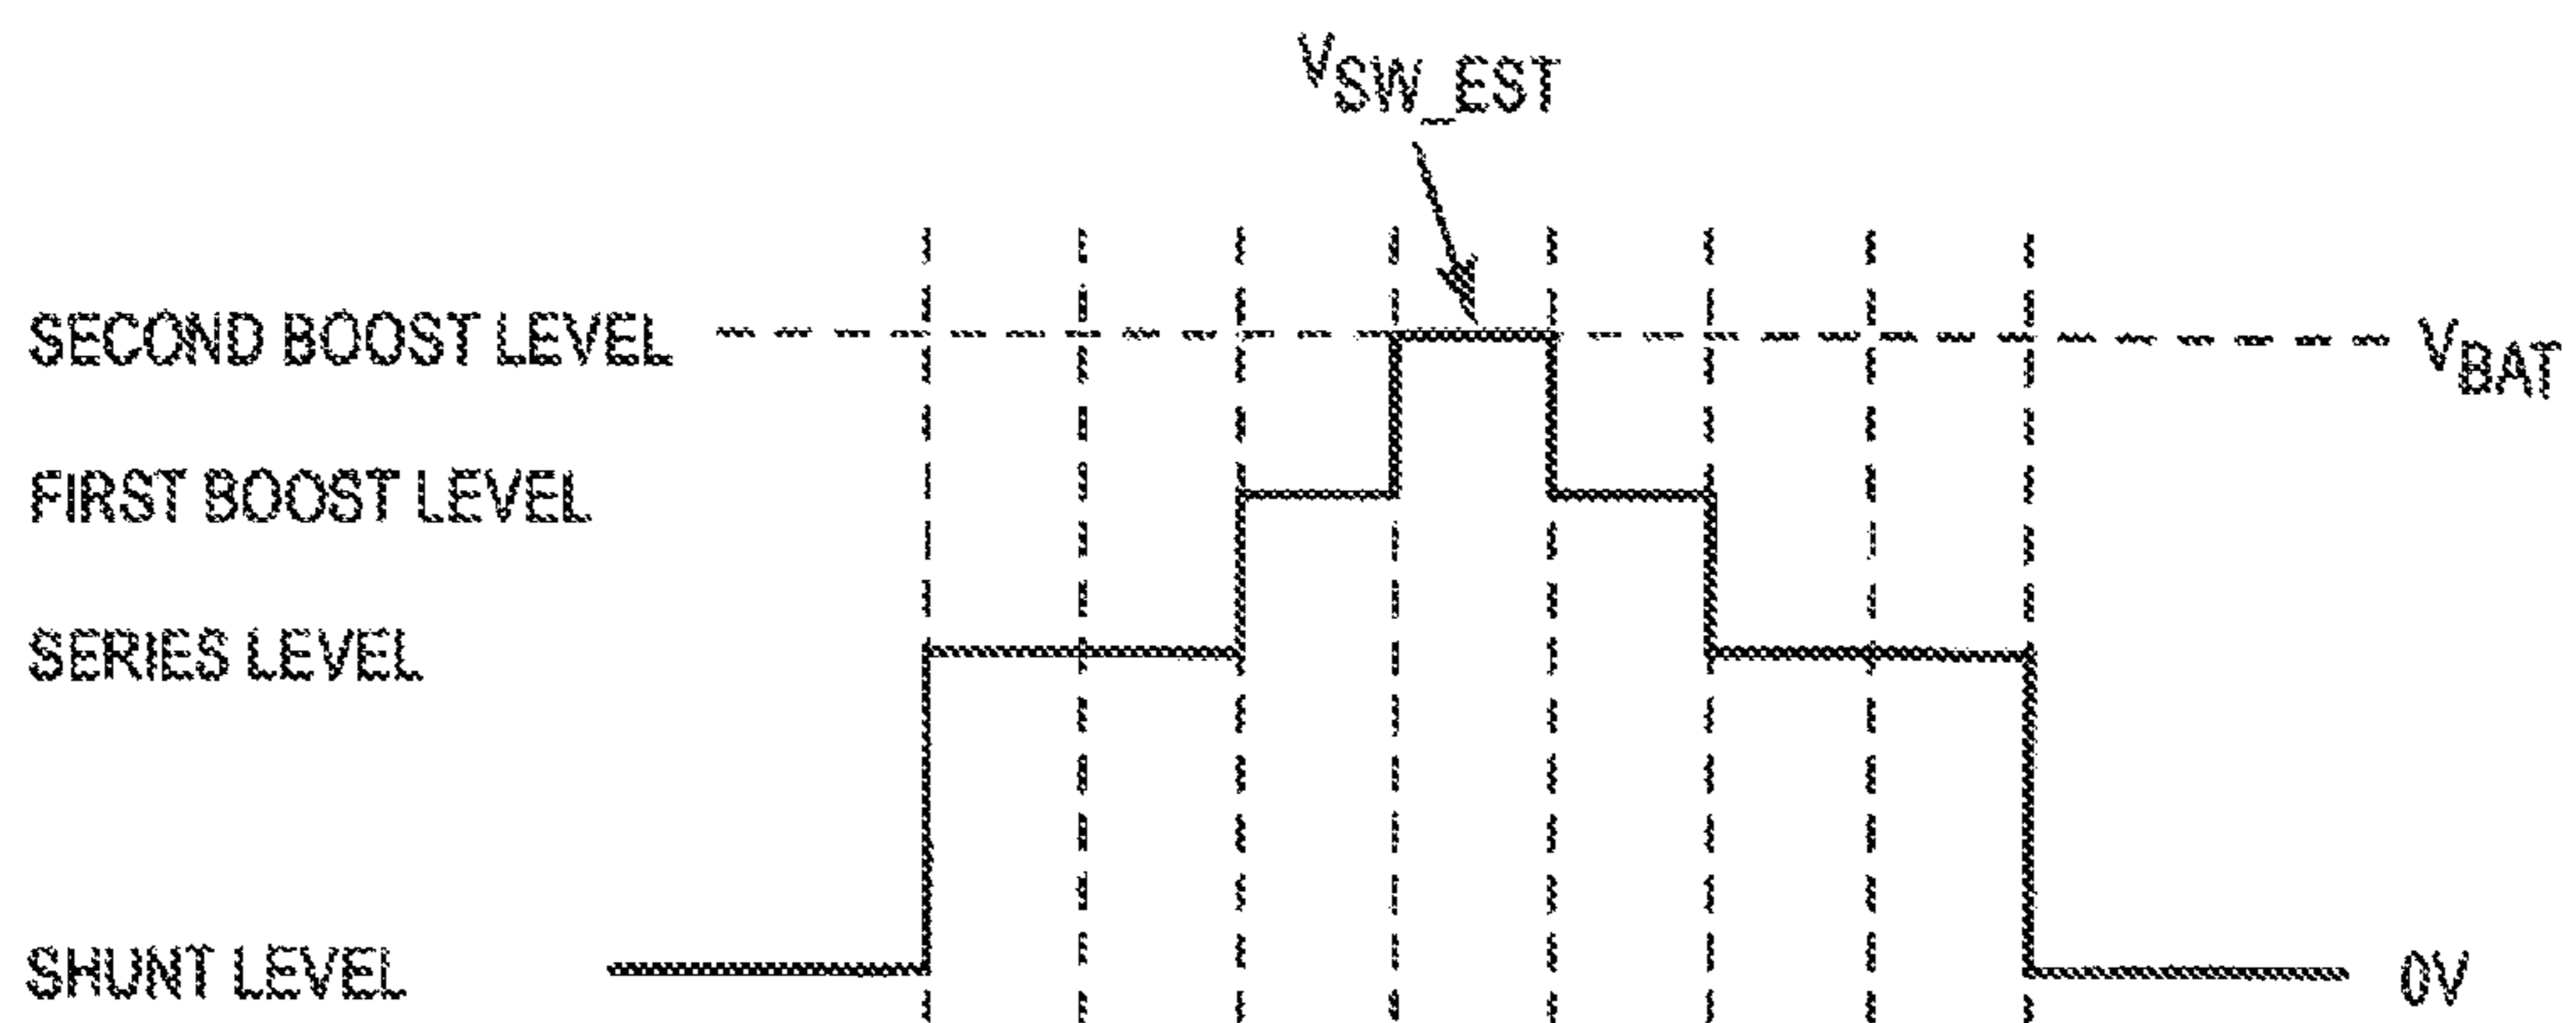 VSW_EST
SECOND BOOST LEVEL
VBAT
FIRST BOOST LEVEL
SERIES LEVEL
SHUNT LEVEL
0V